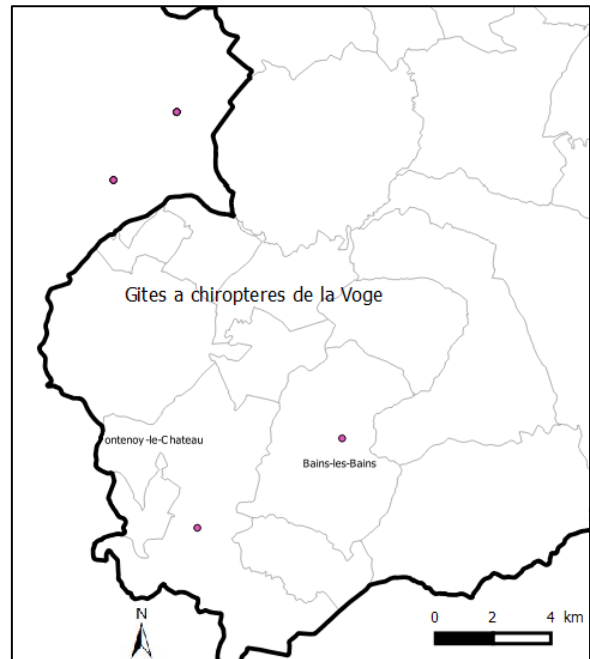 Gites a chiropteres de la Voge
ontenoy-le-Chateau
Bains-les-Bains
N
0 2 4 km